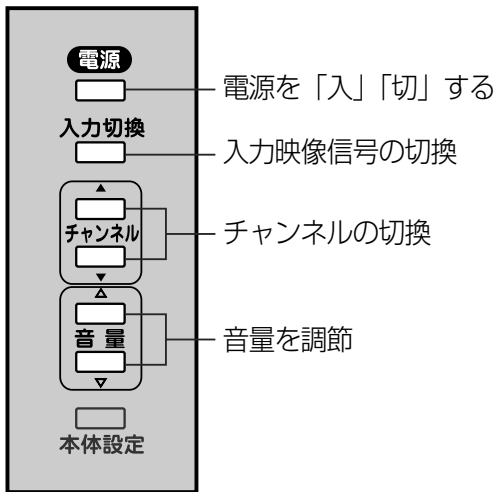 電源
電源を「入」「切」する
入力切換
入力映像信号の切換
▲
チャンネル
チャンネルの切換
▼
△
音量
音量を調節
▽
本体設定